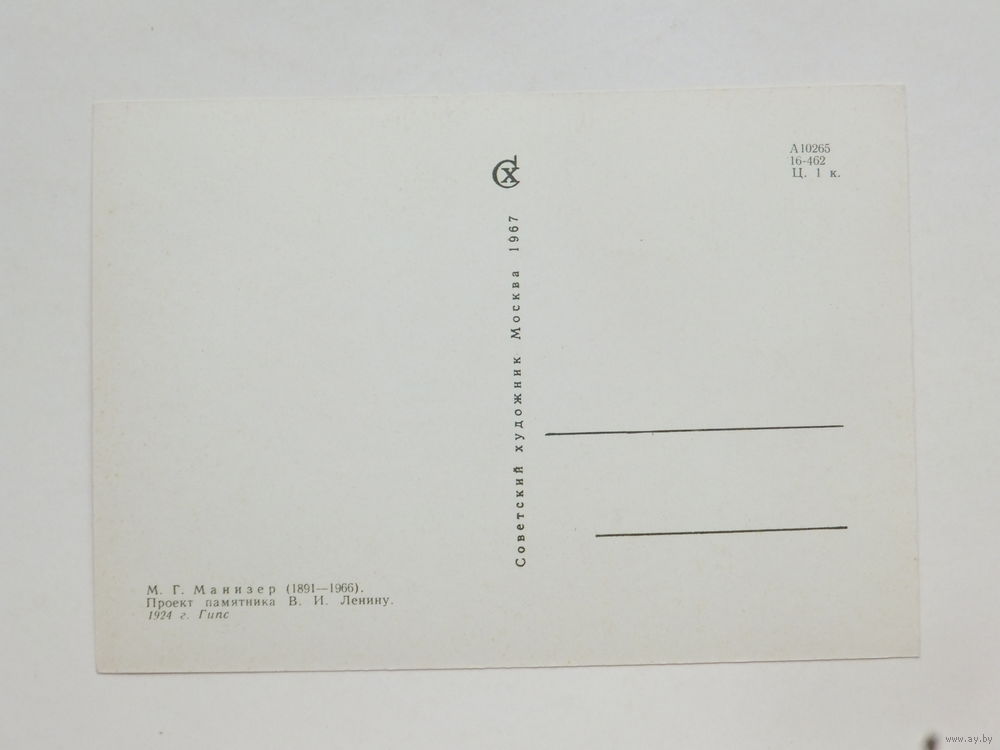 А10265
16-462
Ц. 1 к.
СХ
Советский художник Москва 1967
М. Г. Манизер (1891—1966).
Проект памятника В. И. Ленину.
1924 г. Гипс
www.ay.by